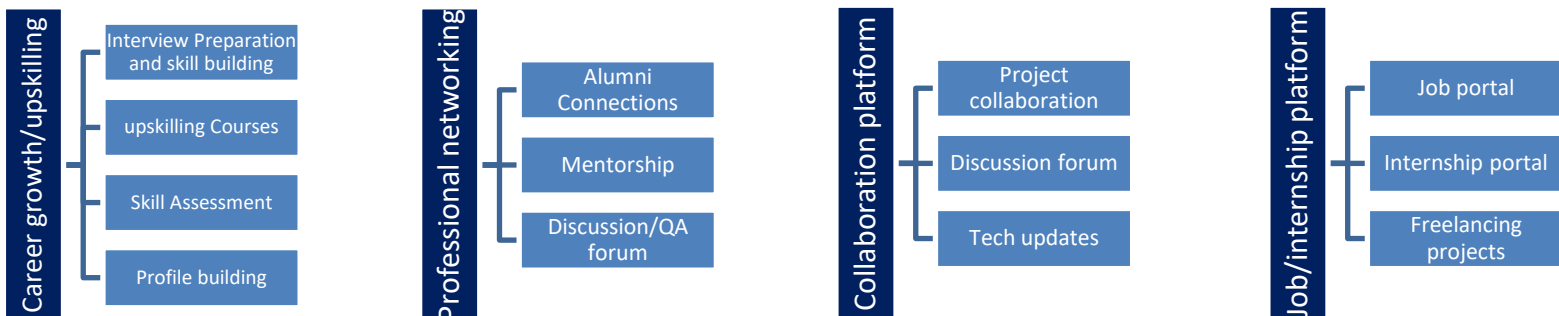 Career growth/upskilling
Interview Preparation
and skill building
upskilling Courses
Skill Assessment
Profile building
Professional networking
Alumni
Connections
Mentorship
Discussion/QA
forum
Collaboration platform
Project
collaboration
Discussion forum
Tech updates
Job/internship platform
Job portal
Internship portal
Freelancing
projects